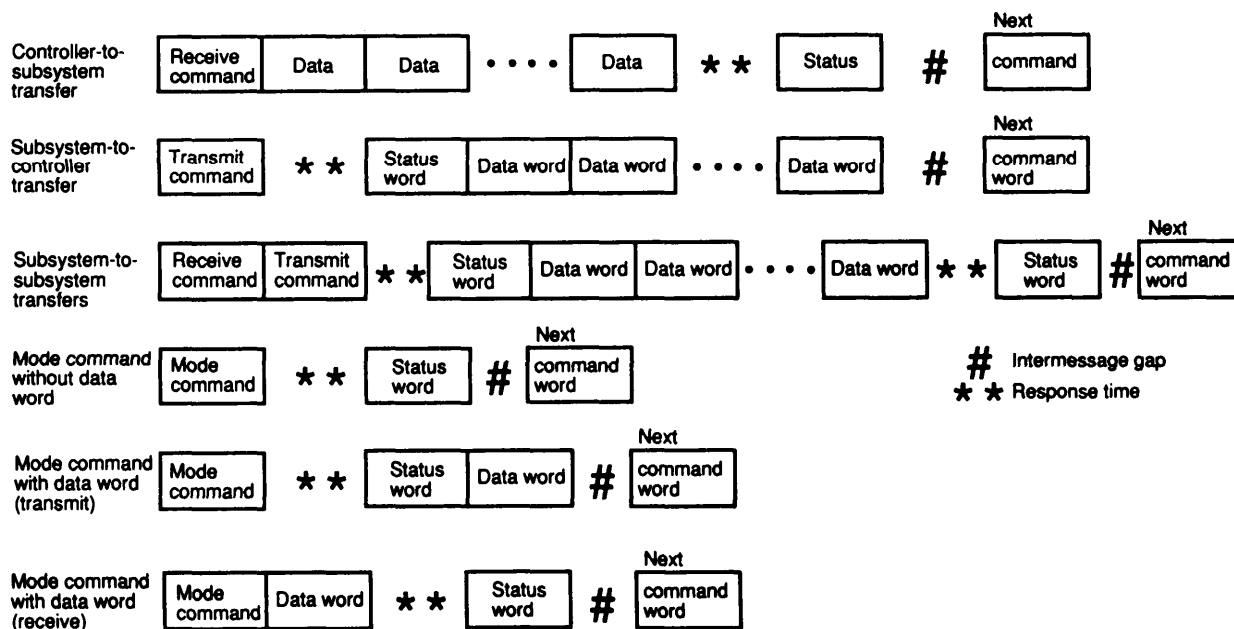 Controller-to-
subsystem
transfer
Receive
command
Data
Data
• • • •
Data
* *
Status
#
Next
command
Subsystem-to-
controller
transfer
Transmit
command
* *
Status
word
Data word
Data word
• • • •
Data word
#
Next
command
word
Subsystem-to-
subsystem
transfers
Receive
command
Transmit
command
* *
Status
word
Data word
Data word
• • • •
Data word
* *
Status
word
#
Next
command
word
Mode command
without data
word
Mode
command
* *
Status
word
#
Next
command
word
# Intermessage gap
* * Response time
Mode command
with data word
(transmit)
Mode
command
* *
Status
word
Data word
#
Next
command
word
Mode command
with data word
(receive)
Mode
command
Data word
* *
Status
word
#
Next
command
word